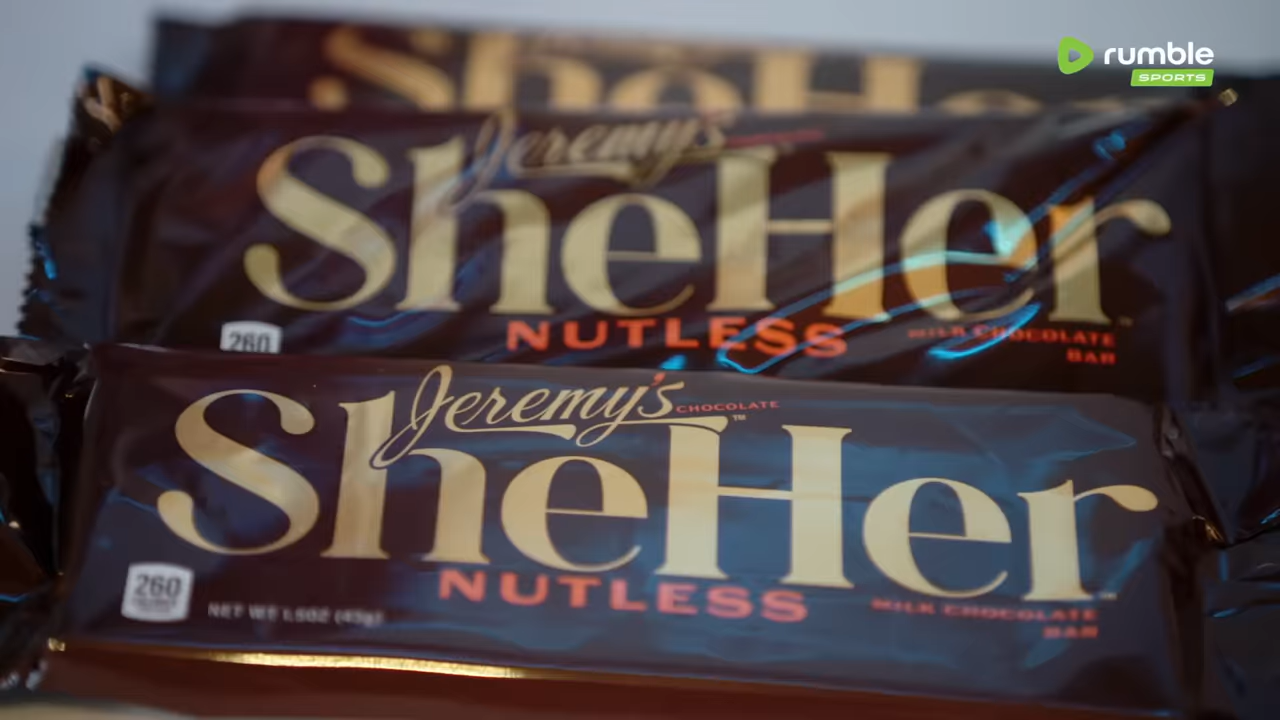 rumble
SPORTS
SheHer
Jeremy's
SheHer
NUTLESS
MILK CHOCOLATE
BAR
260
Jeremy's CHOCOLATE
SheHer
NUTLESS
MILK CHOCOLATE
BAR
260
NET WT 1.5OZ (43g)